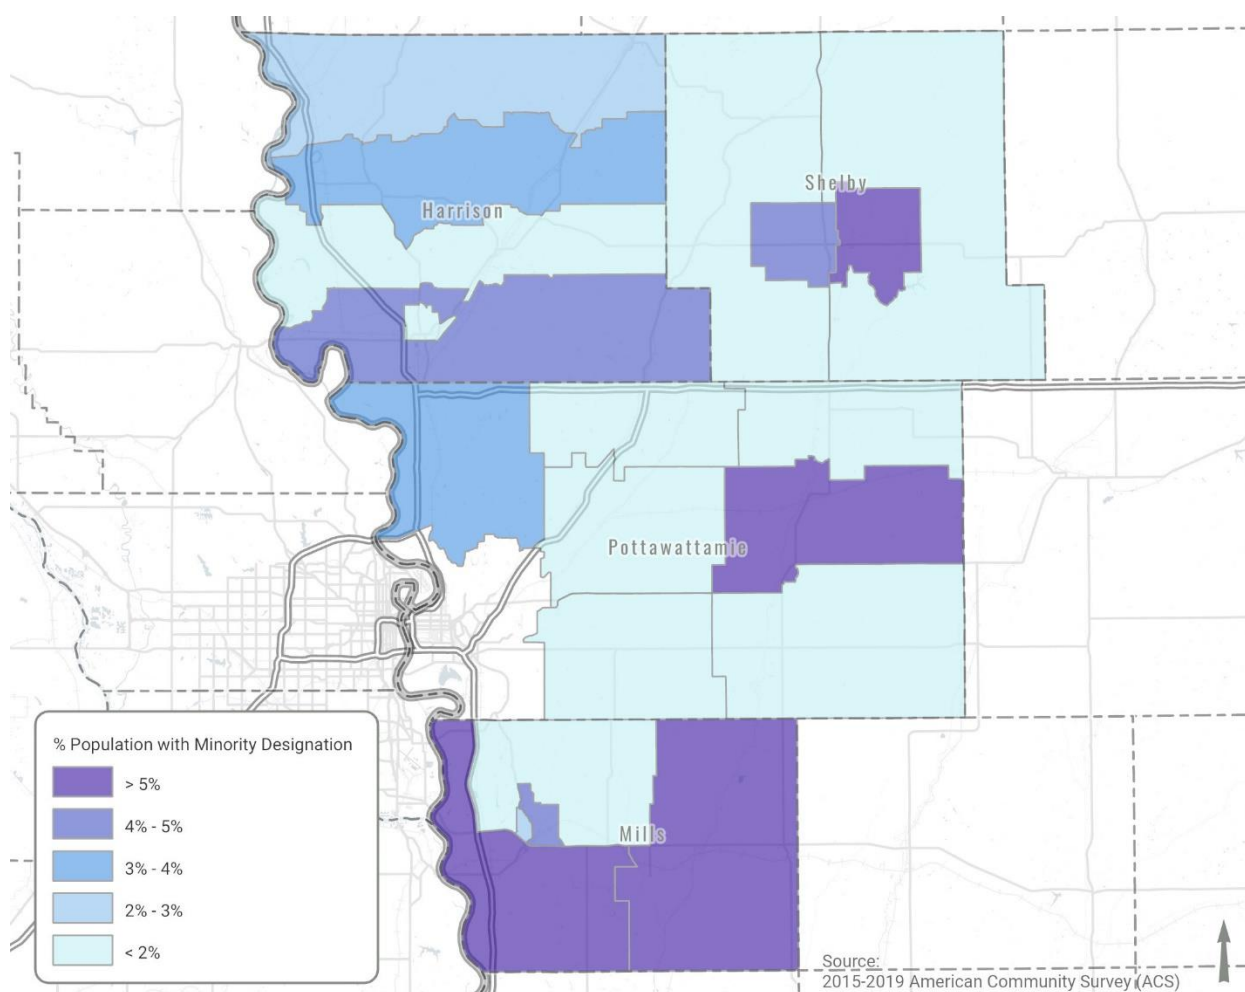 Shelby
Harrison
Pottawattamie
Mills
% Population with Minority Designation
> 5%
4% - 5%
3% - 4%
2% - 3%
< 2%
Source:
2015-2019 American Community Survey (ACS)